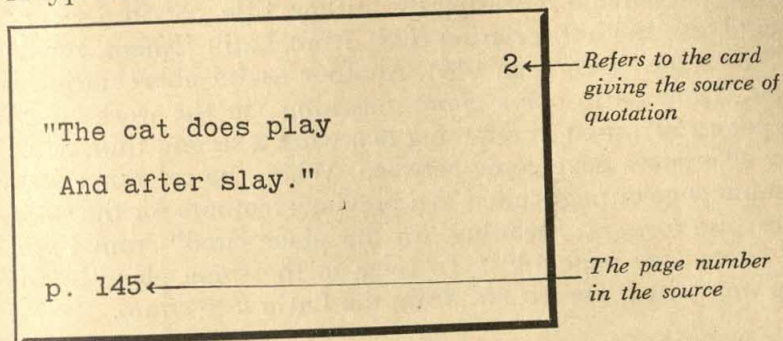 2
Refers to the card
giving the source of
quotation
"The cat does play
And after slay."
p. 145
The page number
in the source